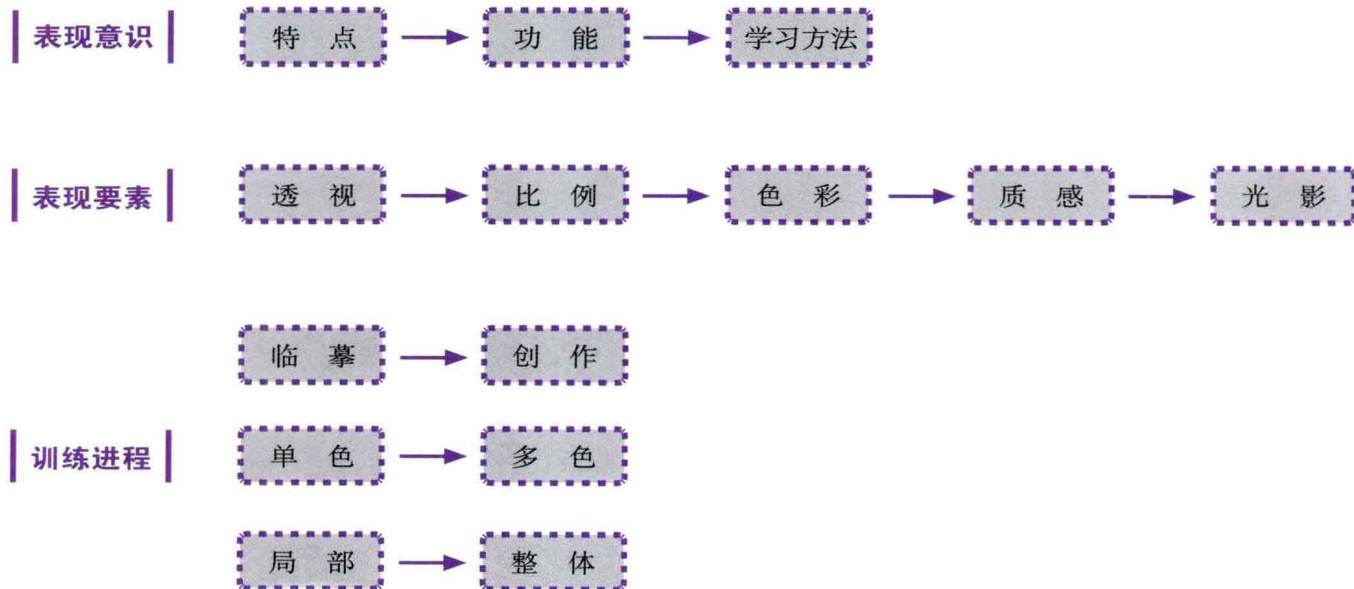 表现意识 特点 功能 学习方法
表现要素 透视 比例 色彩 质感 光影
临摹 创作
训练进程 单色 多色
局部 整体